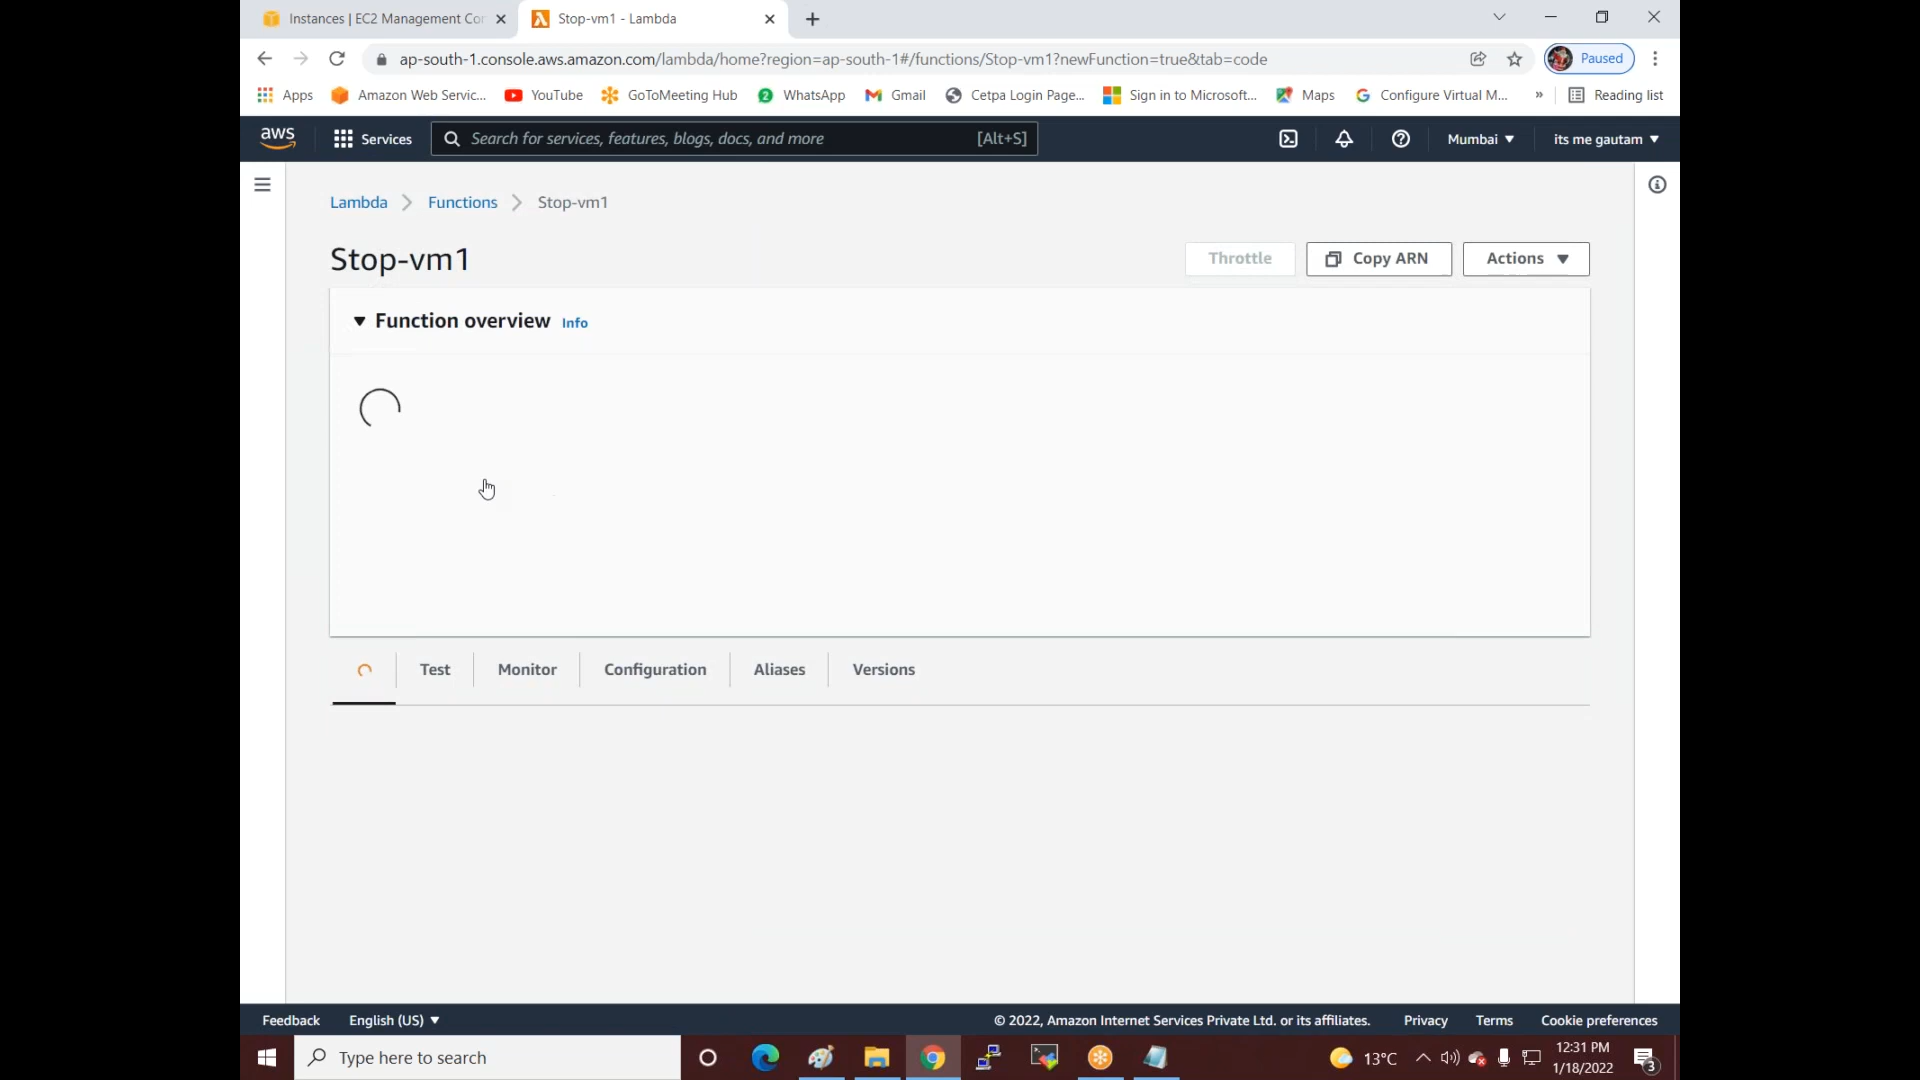 Instances | EC2 Management Cor
Stop-vm1 - Lambda
ap-south-1.console.aws.amazon.com/lambda/home?region=ap-south-1#/functions/Stop-vm1?newFunction=true&tab=code
Paused
Apps
Amazon Web Servic...
YouTube
GoToMeeting Hub
2
WhatsApp
Gmail
Cetpa Login Page...
Sign in to Microsoft...
Maps
Configure Virtual M...
»
Reading list
aws
Services
Search for services, features, blogs, docs, and more
[Alt+S]
Mumbai
its me gautam
Lambda
Functions
Stop-vm1
Stop-vm1
Throttle
Copy ARN
Actions
Function overview
Info
Test
Monitor
Configuration
Aliases
Versions
Feedback
English (US)
© 2022, Amazon Internet Services Private Ltd. or its affiliates.
Privacy
Terms
Cookie preferences
Type here to search
13°C
12:31 PM
1/18/2022
3